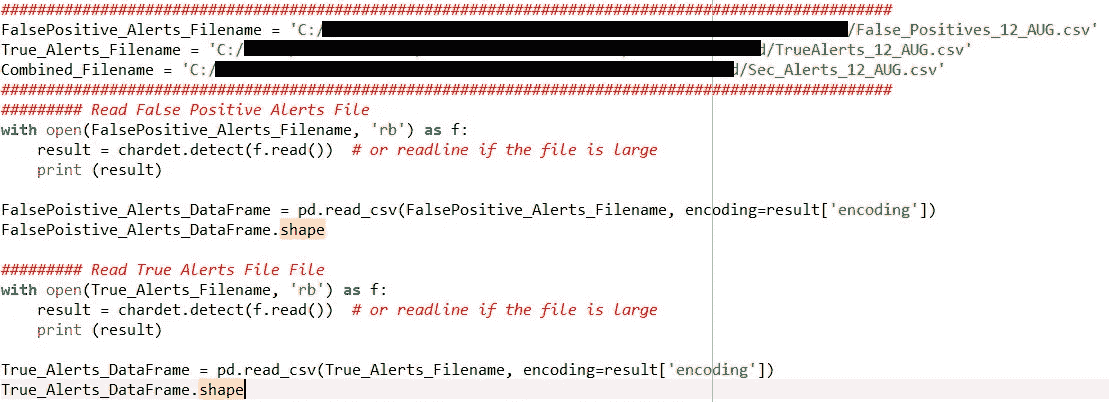 ###################################################################################################
FalsePositive_Alerts_Filename = 'C:/ /False_Positives_12_AUG.csv'
True_Alerts_Filename = 'C:/ d/TrueAlerts_12_AUG.csv'
Combined_Filename = 'C:/ d/Sec_Alerts_12_AUG.csv'
###################################################################################################
######### Read False Positive Alerts File
with open(FalsePositive_Alerts_Filename, 'rb') as f:
    result = chardet.detect(f.read())  # or readline if the file is large
    print (result)

FalsePoistive_Alerts_DataFrame = pd.read_csv(FalsePositive_Alerts_Filename, encoding=result['encoding'])
FalsePoistive_Alerts_DataFrame.shape

######### Read True Alerts File File
with open(True_Alerts_Filename, 'rb') as f:
    result = chardet.detect(f.read())  # or readline if the file is large
    print (result)

True_Alerts_DataFrame = pd.read_csv(True_Alerts_Filename, encoding=result['encoding'])
True_Alerts_DataFrame.shape